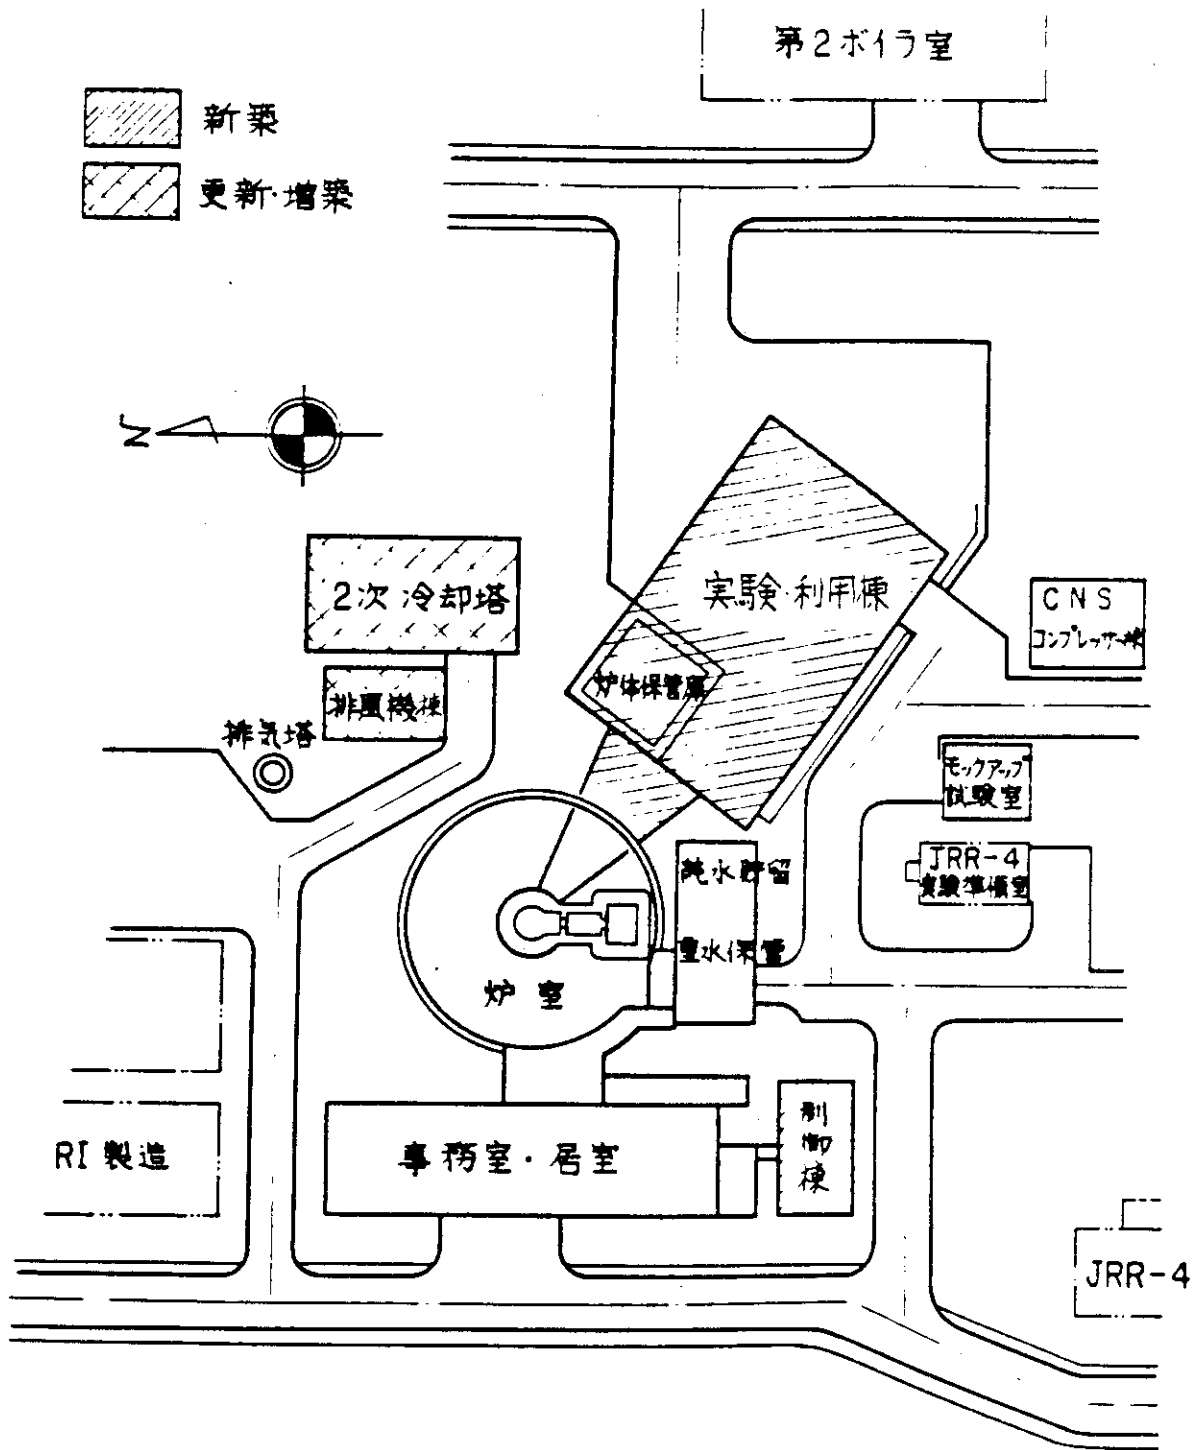 第2ボイラ室
新築
更新・増築
N
2次冷却塔
実験・利用棟
CNS
コンプレッサー棟
炉体保管庫
排風機棟
排気塔
モックアップ
試験室
JRR-4
実験準備室
純水貯留
重水保管
炉室
RI製造
事務室・居室
制御棟
JRR-4